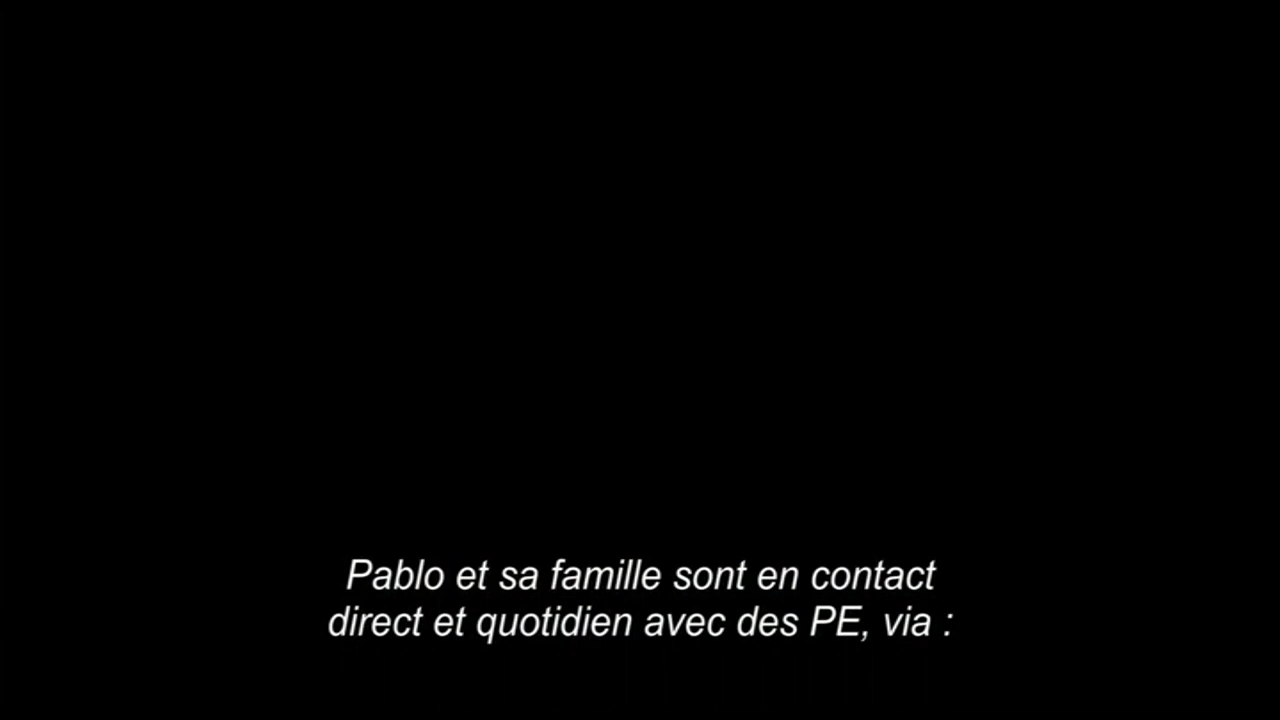 Pablo et sa famille sont en contact
direct et quotidien avec des PE, via :